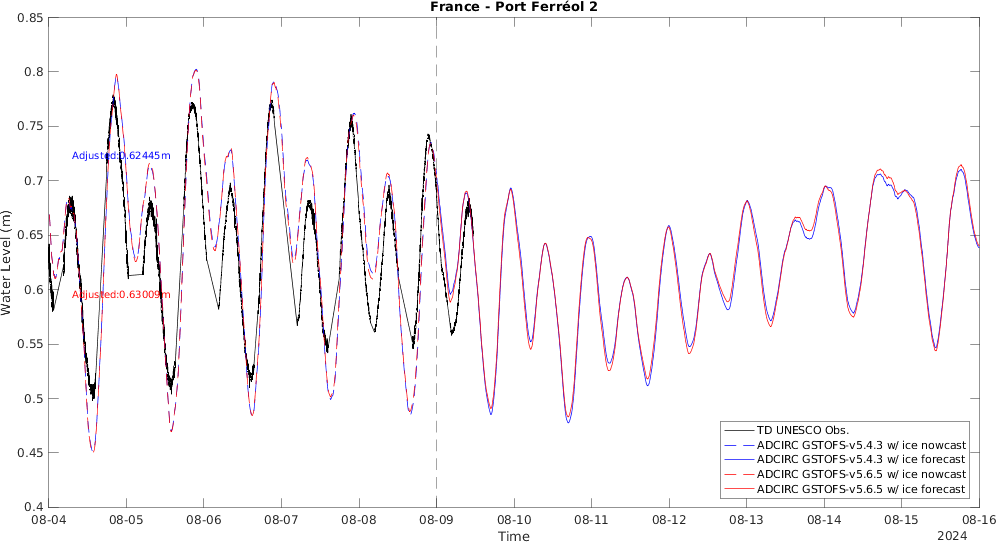 France - Port Ferréol 2
0.85
0.8
0.75
0.7
0.65
0.6
0.55
0.5
0.45
0.4
Water Level (m)
Adjusted:0.62445m
Adjusted:0.63009m
TD UNESCO Obs.
ADCIRC GSTOFS-v5.4.3 w/ ice nowcast
ADCIRC GSTOFS-v5.4.3 w/ ice forecast
ADCIRC GSTOFS-v5.6.5 w/ ice nowcast
ADCIRC GSTOFS-v5.6.5 w/ ice forecast
08-04 08-05 08-06 08-07 08-08 08-09 08-10 08-11 08-12 08-13 08-14 08-15 08-16
Time
2024